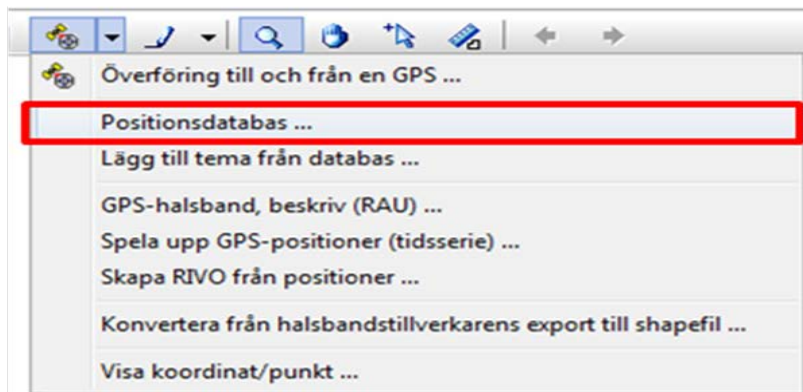 Överföring till och från en GPS ...
Positionsdatabas ...
Lägg till tema från databas ...
GPS-halsband, beskriv (RAU) ...
Spela upp GPS-positioner (tidsserie) ...
Skapa RIVO från positioner ...
Konvertera från halsbandstillverkarens export till shapefil ...
Visa koordinat/punkt ...